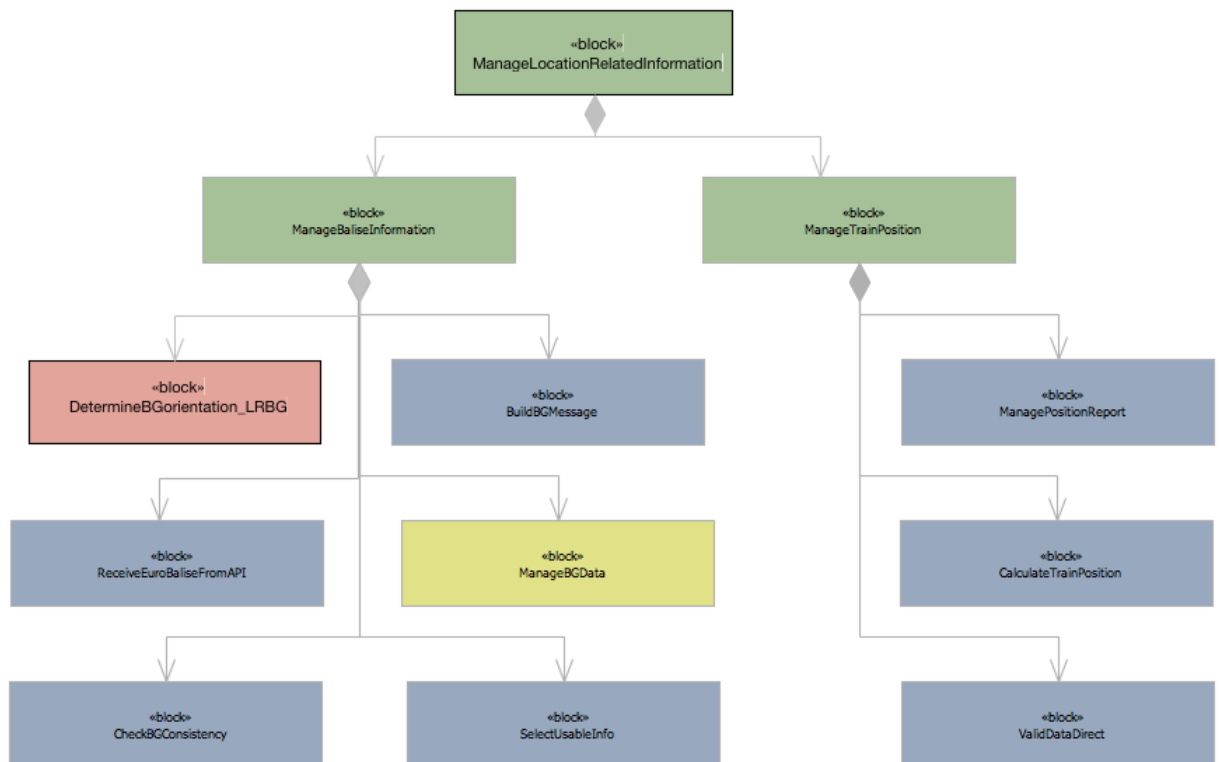 «block»
ManageLocationRelatedInformation
«block»
ManageBaliseInformation
«block»
ManageTrainPosition
«block»
DetermineBGorientation_LRBG
«block»
BuildBGMessage
«block»
ManagePositionReport
«block»
ReceiveEuroBaliseFromAPI
«block»
ManageBGData
«block»
CalculateTrainPosition
«block»
CheckBGConsistency
«block»
SelectUsableInfo
«block»
ValidDataDirect